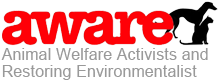 aware
Animal Welfare Activists and
Restoring Environmentalist